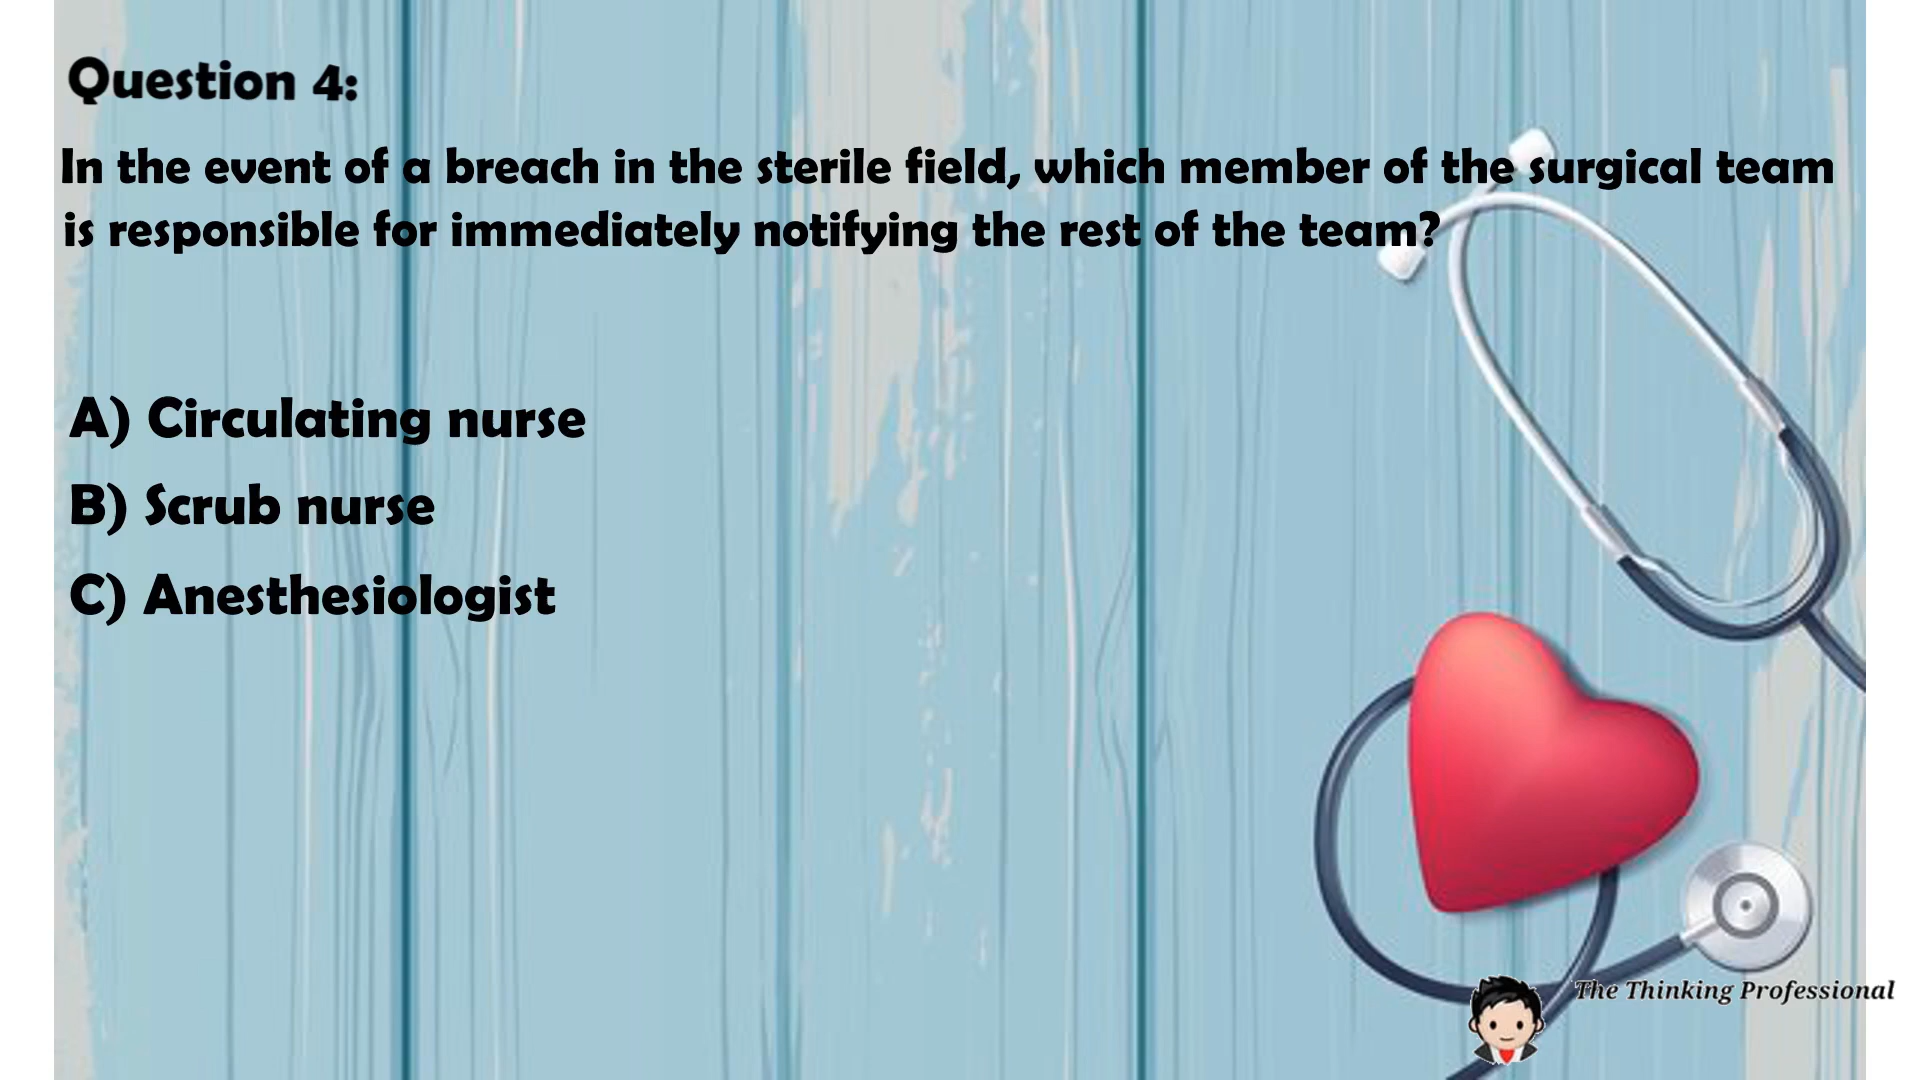 Question 4:
In the event of a breach in the sterile field, which member of the surgical team
is responsible for immediately notifying the rest of the team?
A) Circulating nurse
B) Scrub nurse
C) Anesthesiologist
The Thinking Professional